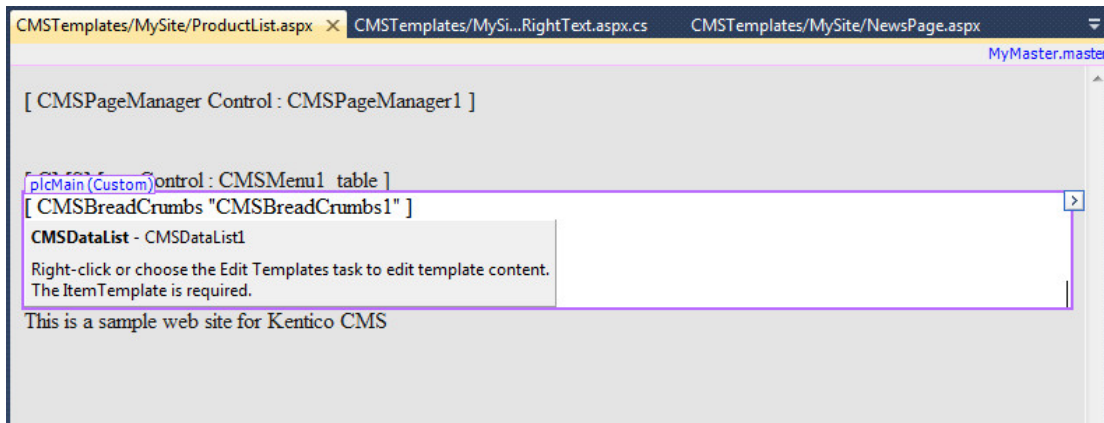 CMSTemplates/MySite/ProductList.aspx CMSTemplates/MySi...RightText.aspx.cs CMSTemplates/MySite/NewsPage.aspx
MyMaster.master
[ CMSPageManager Control : CMSPageManager1 ]
ontrol : CMSMenu1 table ]
plcMain (Custom)
[ CMSBreadCrumbs "CMSBreadCrumbs1" ]
CMSDataList - CMSDataList1
Right-click or choose the Edit Templates task to edit template content.
The ItemTemplate is required.
This is a sample web site for Kentico CMS